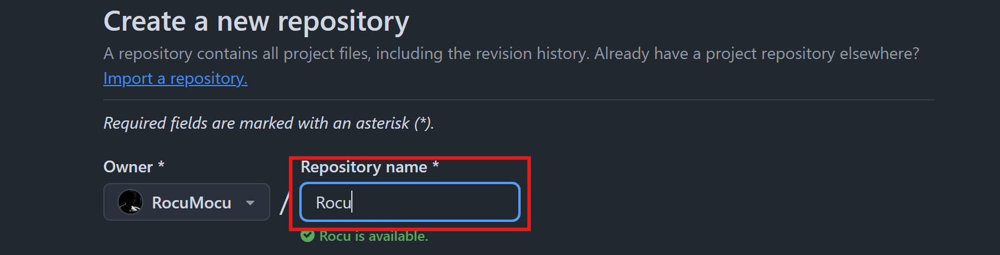 Create a new repository
A repository contains all project files, including the revision history. Already have a project repository elsewhere?
Import a repository.
Required fields are marked with an asterisk (*).
Owner *
Repository name *
RocuMocu
/
Rocu
Rocu is available.